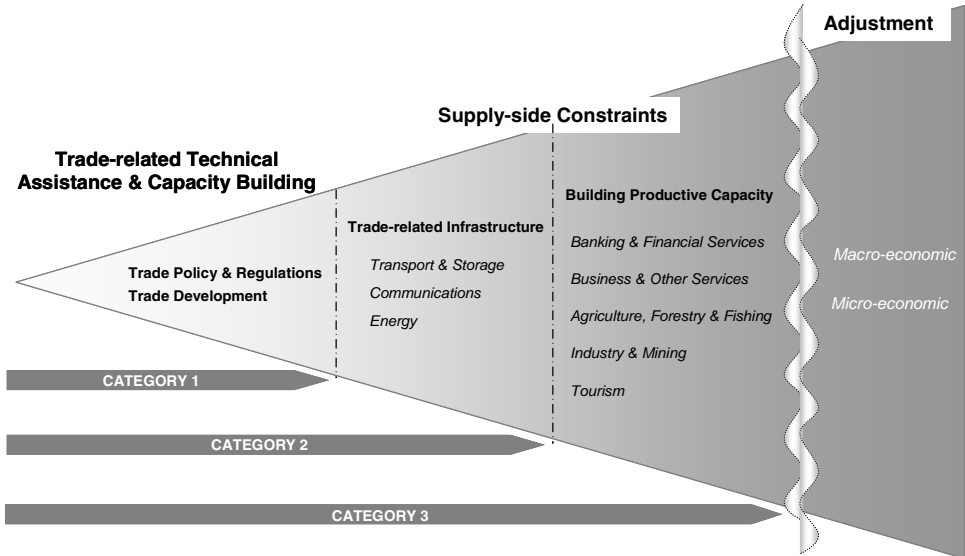 Adjustment
Supply-side Constraints
Trade-related Technical
Assistance & Capacity Building
Building Productive Capacity
Trade-related Infrastructure
Banking & Financial Services
Macro-economic
Transport & Storage
Trade Policy & Regulations
Business & Other Services
Communications
Trade Development
Micro-economic
Agriculture, Forestry & Fishing
Energy
Industry & Mining
CATEGORY 1
Tourism
CATEGORY 2
CATEGORY 3